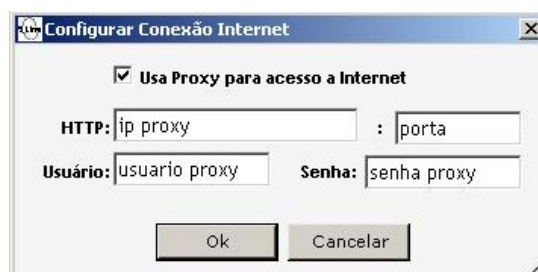 Configurar Conexão Internet
Usa Proxy para acesso a Internet
HTTP: ip proxy : porta
Usuário: usuario proxy Senha: senha proxy
Ok Cancelar